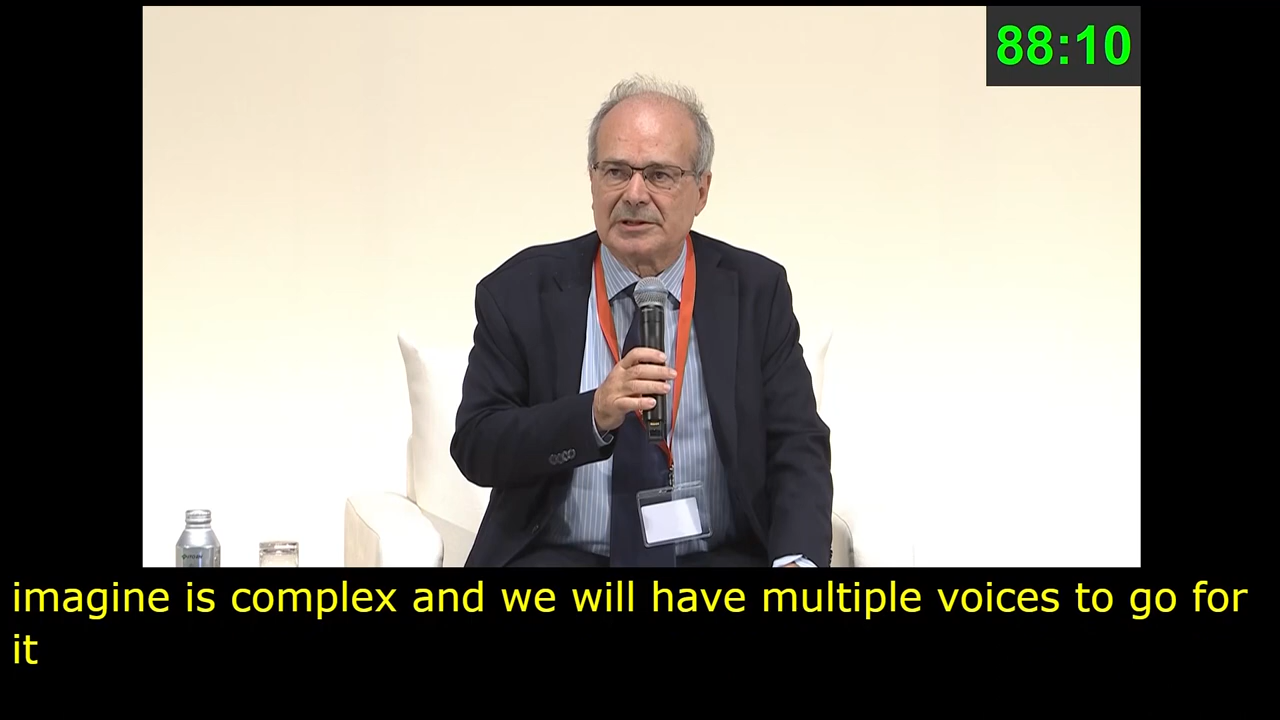 88:10
imagine is complex and we will have multiple voices to go for
it